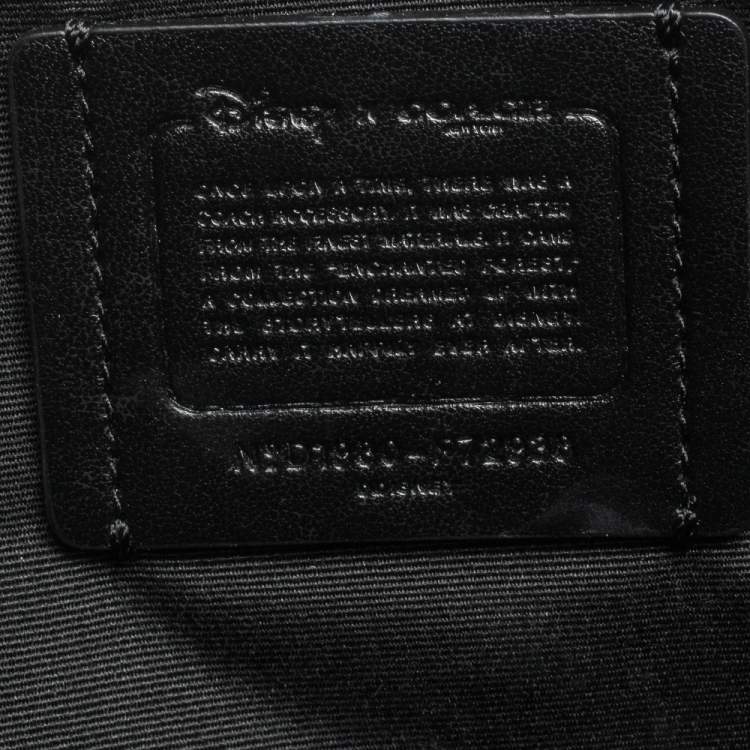 Disney X COACH
ONCE UPON A TIME, THERE WAS A
COACH ACCESSORY. IT WAS CRAFTED
FROM THE FINEST MATERIALS. IT CAME
FROM THE "ENCHANTED FOREST,"
A COLLECTION DREAMED UP WITH
THE STORYTELLERS AT DISNEY.
CARRY IT HAPPILY EVER AFTER.
©DISNEY